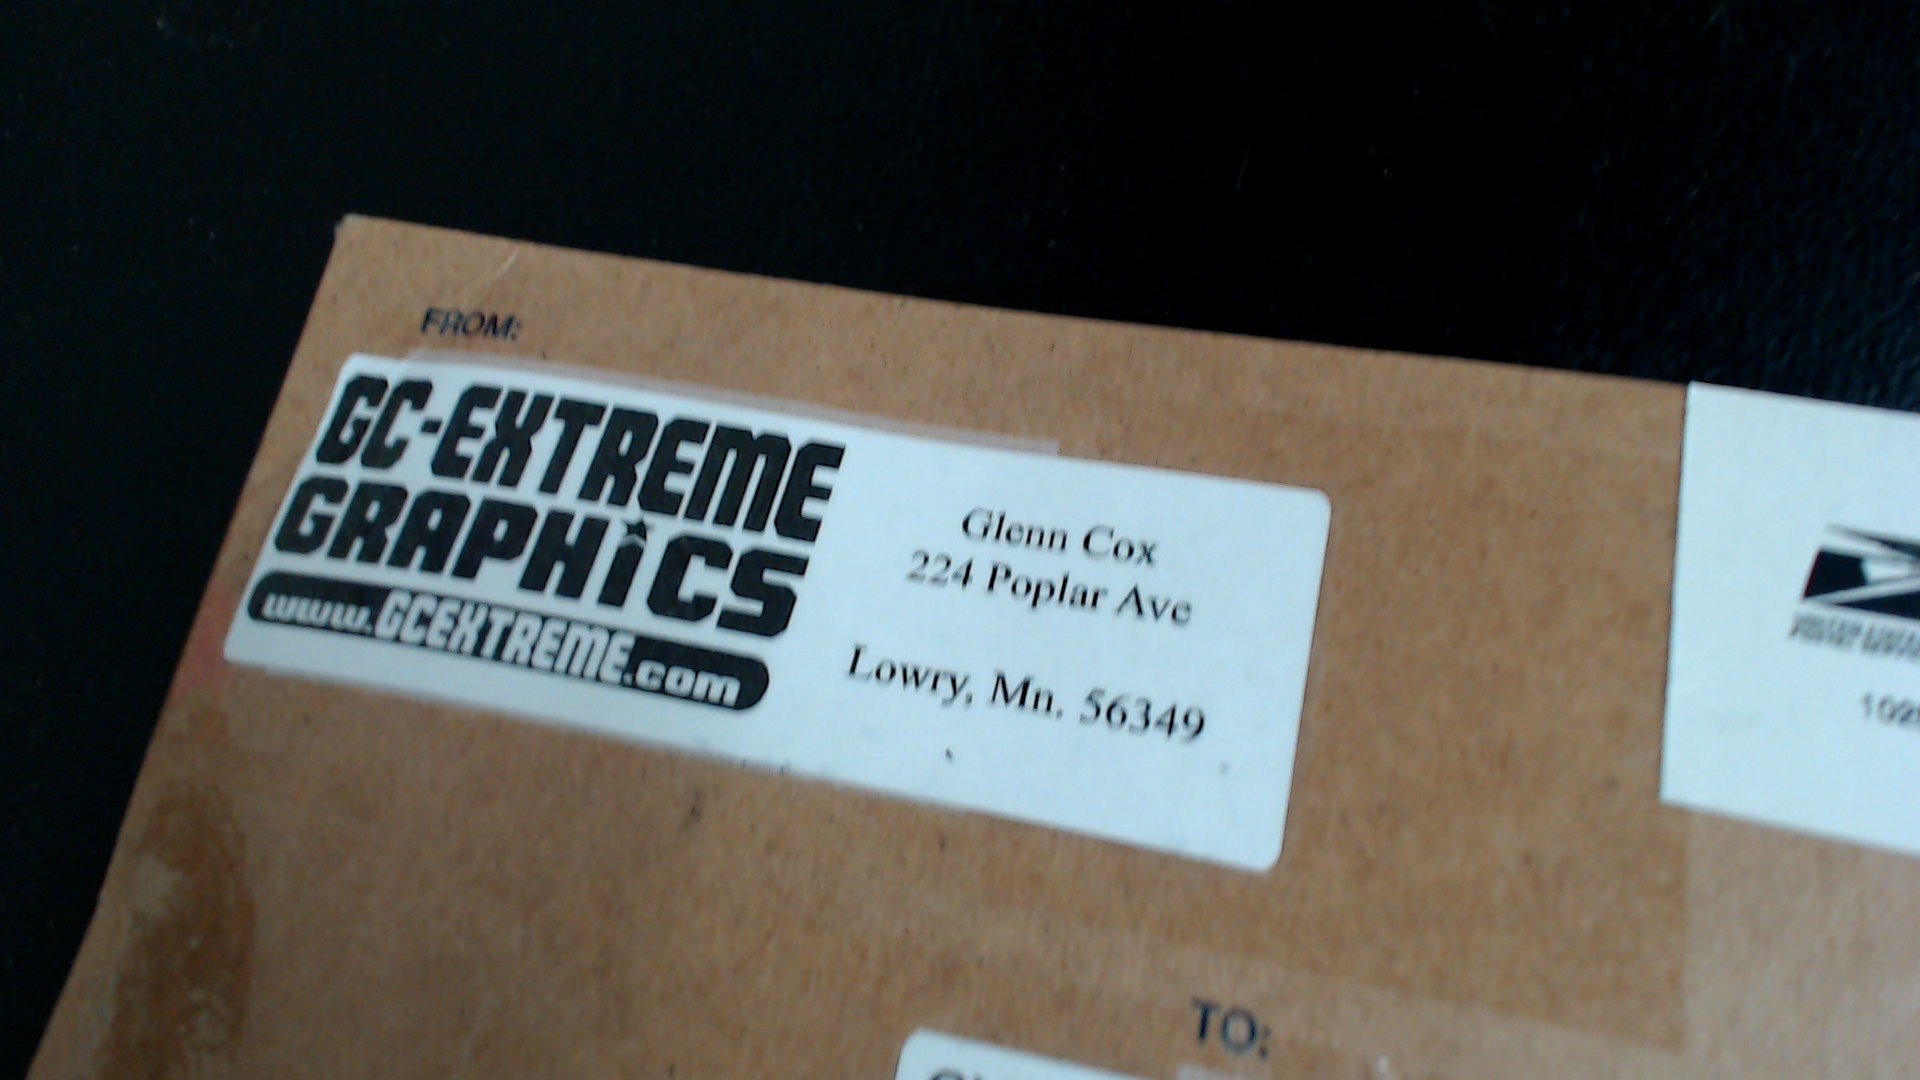 FROM:
GC-EXTREME
GRAPHiCS
www.GCEXTREME.com
Glenn Cox
224 Poplar Ave
Lowry, Mn. 56349
TO: